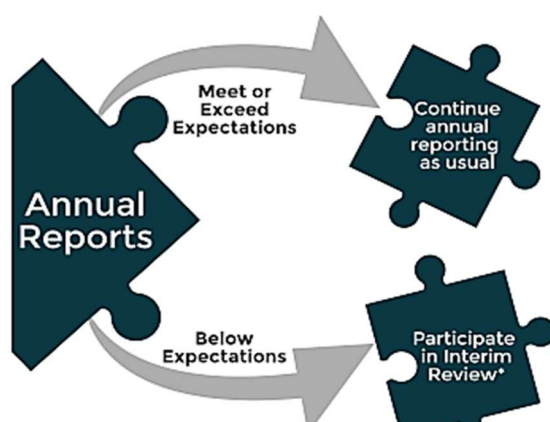 Annual
Reports
Meet or
Exceed
Expectations
Continue
annual
reporting
as usual
Below
Expectations
Participate
in Interim
Review*